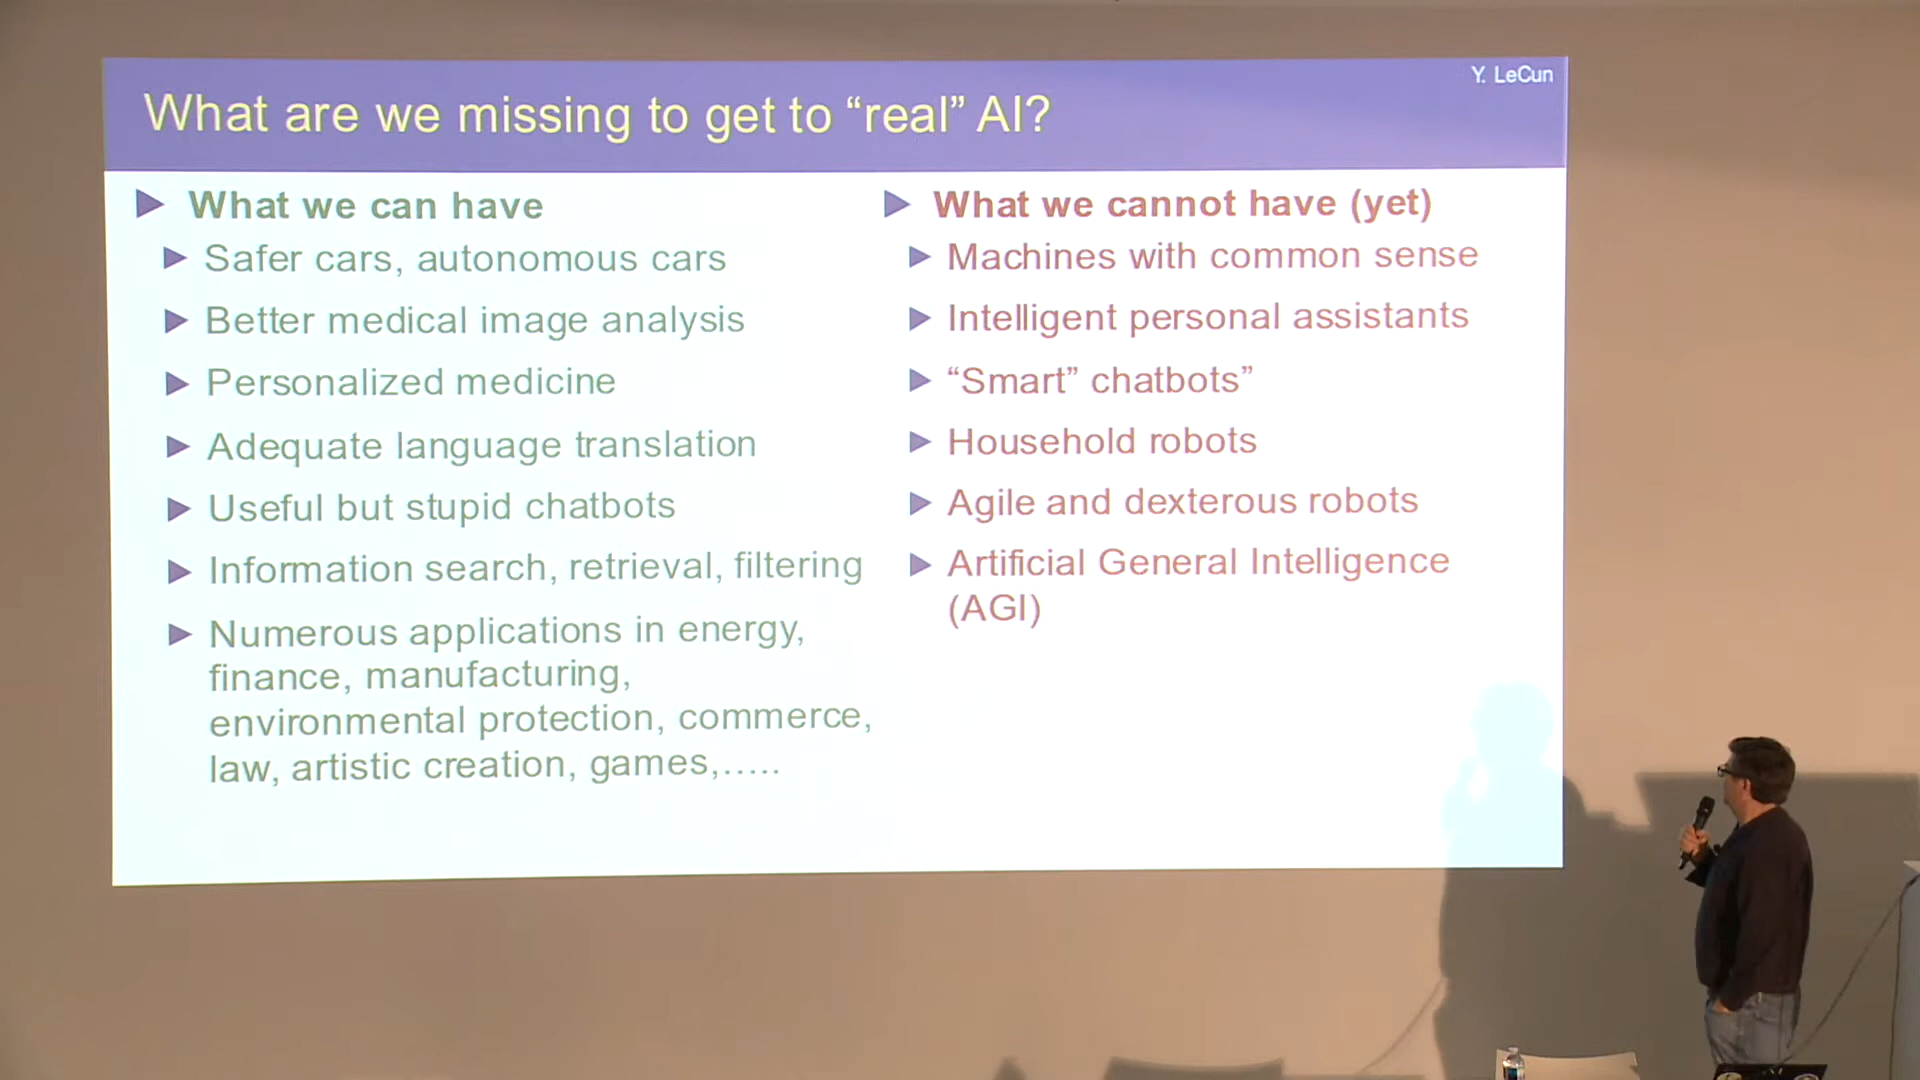 Y. LeCun
What are we missing to get to “real” AI?
What we can have
Safer cars, autonomous cars
Better medical image analysis
Personalized medicine
Adequate language translation
Useful but stupid chatbots
Information search, retrieval, filtering
Numerous applications in energy,
finance, manufacturing,
environmental protection, commerce,
law, artistic creation, games,.....
What we cannot have (yet)
Machines with common sense
Intelligent personal assistants
“Smart” chatbots”
Household robots
Agile and dexterous robots
Artificial General Intelligence
(AGI)